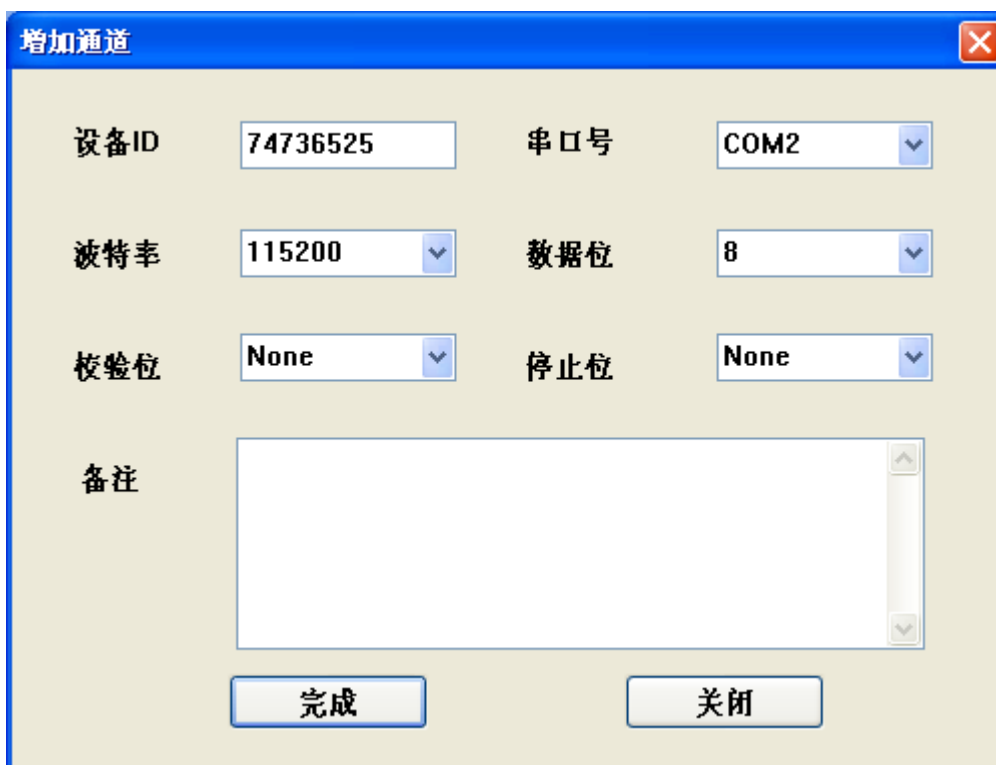 增加通道
设备ID 74736525 串口号 COM2
波特率 115200 数据位 8
校验位 None 停止位 None
备注
完成 关闭